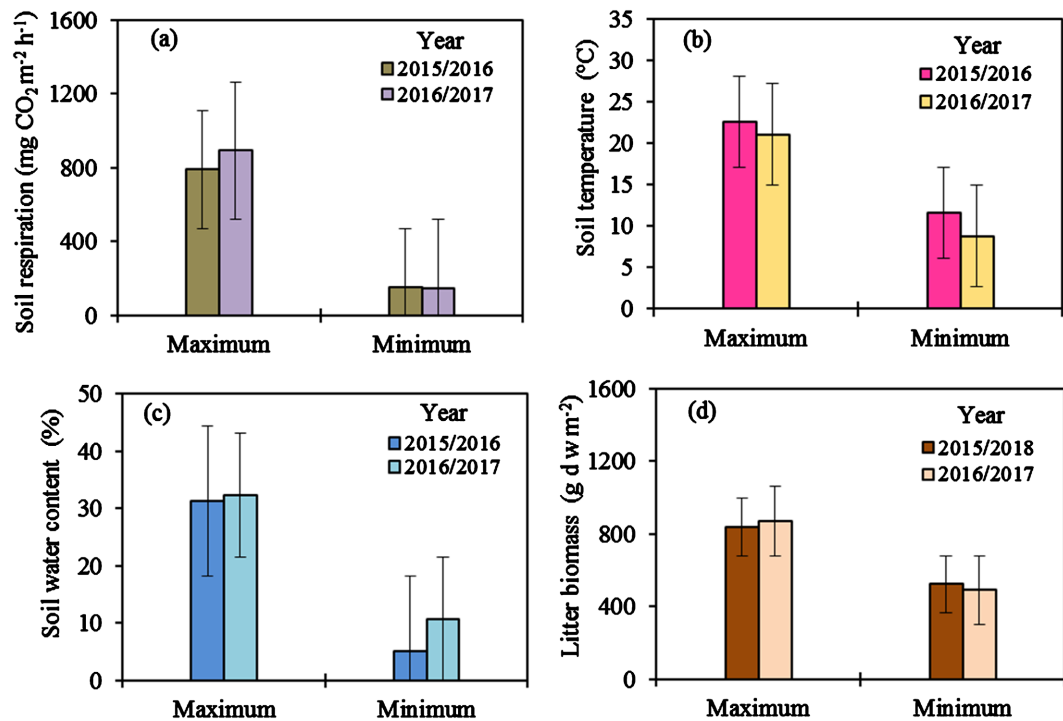 (a)
Year
2015/2016
2016/2017
Soil respiration (mg CO₂ m⁻² h⁻¹)
1600
1200
800
400
0
Maximum Minimum
(b)
Year
2015/2016
2016/2017
Soil temperature (°C)
35
30
25
20
15
10
5
0
Maximum Minimum
(c)
Year
2015/2016
2016/2017
Soil water content (%)
50
40
30
20
10
0
Maximum Minimum
(d)
Year
2015/2018
2016/2017
Litter biomass (g d w m⁻²)
1600
1200
800
400
0
Maximum Minimum